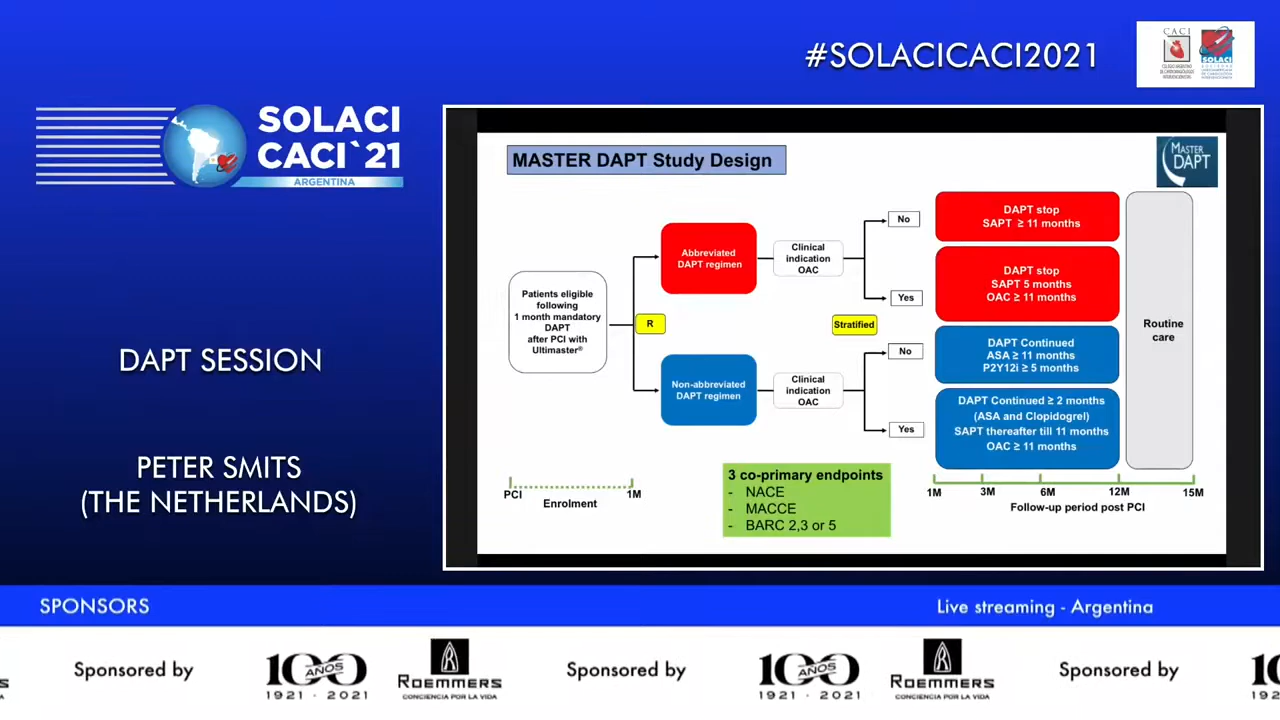 #SOLACICACI2021
CACI
SOLACI
SOLACI
CACI`21
ARGENTINA
DAPT SESSION
PETER SMITS
(THE NETHERLANDS)
MASTER DAPT Study Design
MASTER
DAPT
Patients eligible
following
1 month mandatory
DAPT
after PCI with
Ultimaster®
R
Abbreviated
DAPT regimen
Non-abbreviated
DAPT regimen
Clinical
indication
OAC
Clinical
indication
OAC
Stratified
No
Yes
No
Yes
DAPT stop
SAPT ≥ 11 months
DAPT stop
SAPT 5 months
OAC ≥ 11 months
DAPT Continued
ASA ≥ 11 months
P2Y12i ≥ 5 months
DAPT Continued ≥ 2 months
(ASA and Clopidogrel)
SAPT thereafter till 11 months
OAC ≥ 11 months
Routine
care
PCI
1M
Enrolment
3 co-primary endpoints
- NACE
- MACCE
- BARC 2,3 or 5
1M 3M 6M 12M 15M
Follow-up period post PCI
SPONSORS
Live streaming - Argentina
Sponsored by
100
AÑOS
1921 · 2021
ROEMMERS
CONCIENCIA POR LA VIDA
Sponsored by
100
AÑOS
1921 · 2021
ROEMMERS
CONCIENCIA POR LA VIDA
Sponsored by